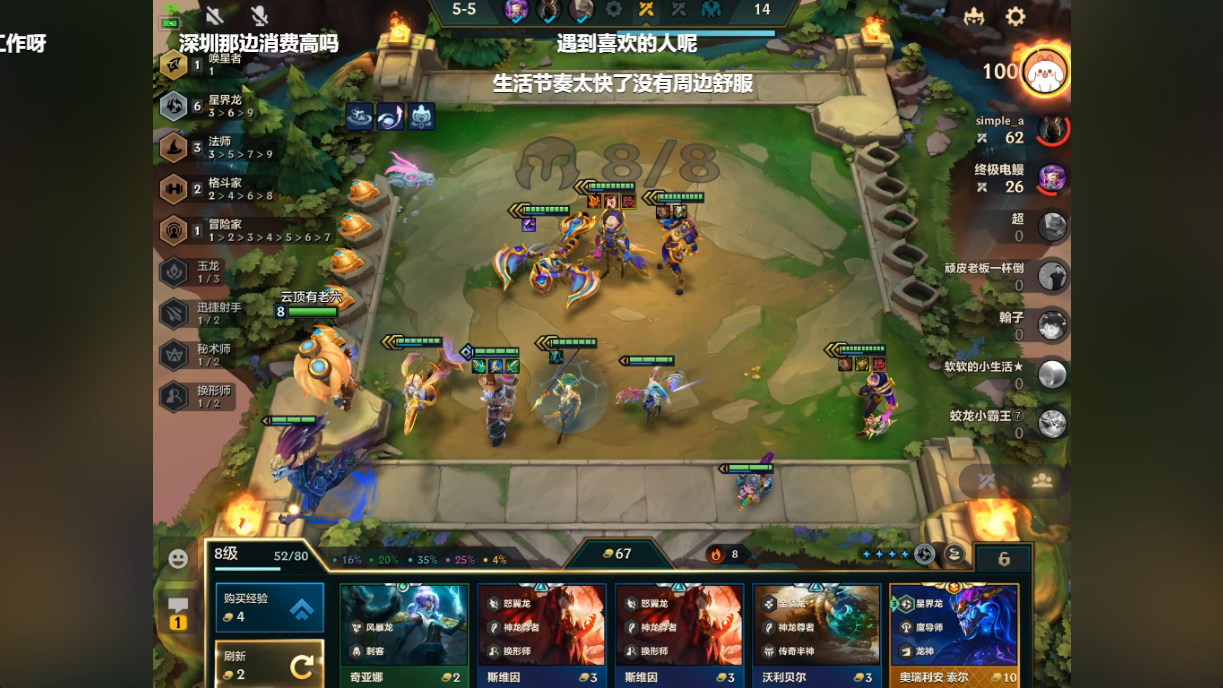 5-5
14
工作呀
深圳那边消费高吗
遇到喜欢的人呢
生活节奏太快了没有周边舒服
1 唤星者
1
6 星界龙
3 > 6 > 9
3 法师
3 > 5 > 7 > 9
2 格斗家
2 > 4 > 6 > 8
1 冒险家
1 > 2 > 3 > 4 > 5 > 6 > 7
玉龙
1 / 3
迅捷射手
1 / 2
秘术师
1 / 2
换形师
1 / 2
8/8
云顶有老六
8
100
simple_a
62
终极电鳗
26
超
0
顽皮老板一杯倒
0
翰子
0
软软的小生活★
0
蛟龙小霸王⑦
0
8级
52/80
16% 20% 35% 25% 4%
67
8
6
购买经验
4
刷新
2
1
风暴龙
刺客
奇亚娜 2
怒翼龙
神龙尊者
换形师
斯维因 3
怒翼龙
神龙尊者
换形师
斯维因 3
神龙尊者
传奇半神
沃利贝尔 3
3 星界龙
魔导师
龙神
奥瑞利安 索尔 10